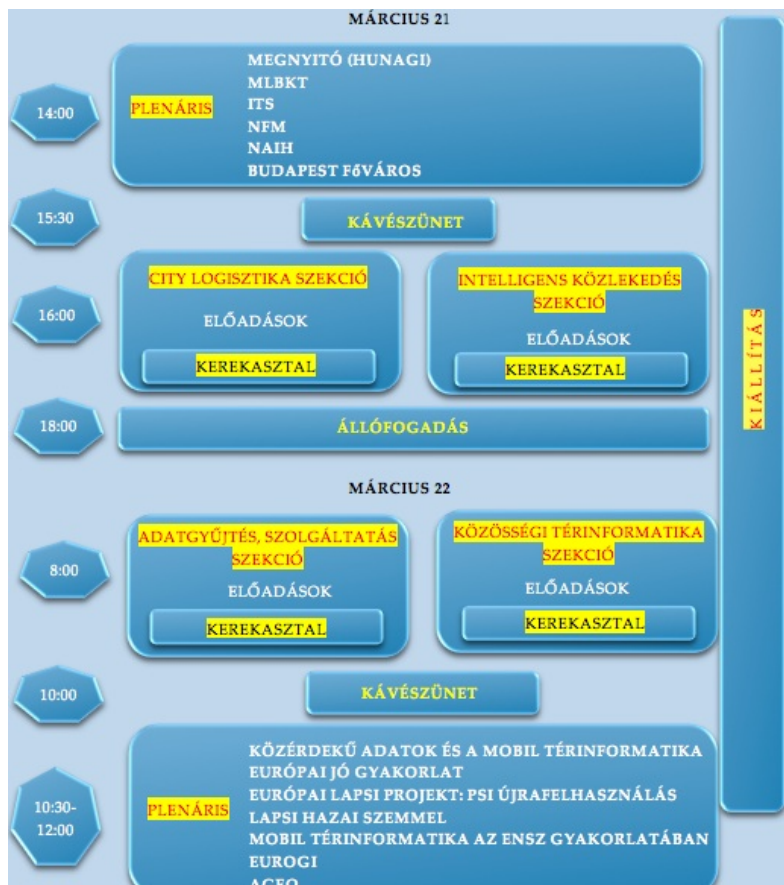 MÁRCIUS 21
14:00
PLENÁRIS
MEGNYITÓ (HUNAGI)
MLBKT
ITS
NFM
NAIH
BUDAPEST FőVÁROS
15:30
KÁVÉSZÜNET
16:00
CITY LOGISZTIKA SZEKCIÓ
ELŐADÁSOK
KEREKASZTAL
INTELLIGENS KÖZLEKEDÉS
SZEKCIÓ
ELŐADÁSOK
KEREKASZTAL
18:00
ÁLLÓFOGADÁS
KIÁLLÍTÁS
MÁRCIUS 22
8:00
ADATGYŰJTÉS, SZOLGÁLTATÁS
SZEKCIÓ
ELŐADÁSOK
KEREKASZTAL
KÖZÖSSÉGI TÉRINFORMATIKA
SZEKCIÓ
ELŐADÁSOK
KEREKASZTAL
10:00
KÁVÉSZÜNET
10:30-
12:00
PLENÁRIS
KÖZÉRDEKŰ ADATOK ÉS A MOBIL TÉRINFORMATIKA
EURÓPAI JÓ GYAKORLAT
EURÓPAI LAPSI PROJEKT: PSI ÚJRAFELHASZNÁLÁS
LAPSI HAZAI SZEMMEL
MOBIL TÉRINFORMATIKA AZ ENSZ GYAKORLATÁBAN
EUROGI